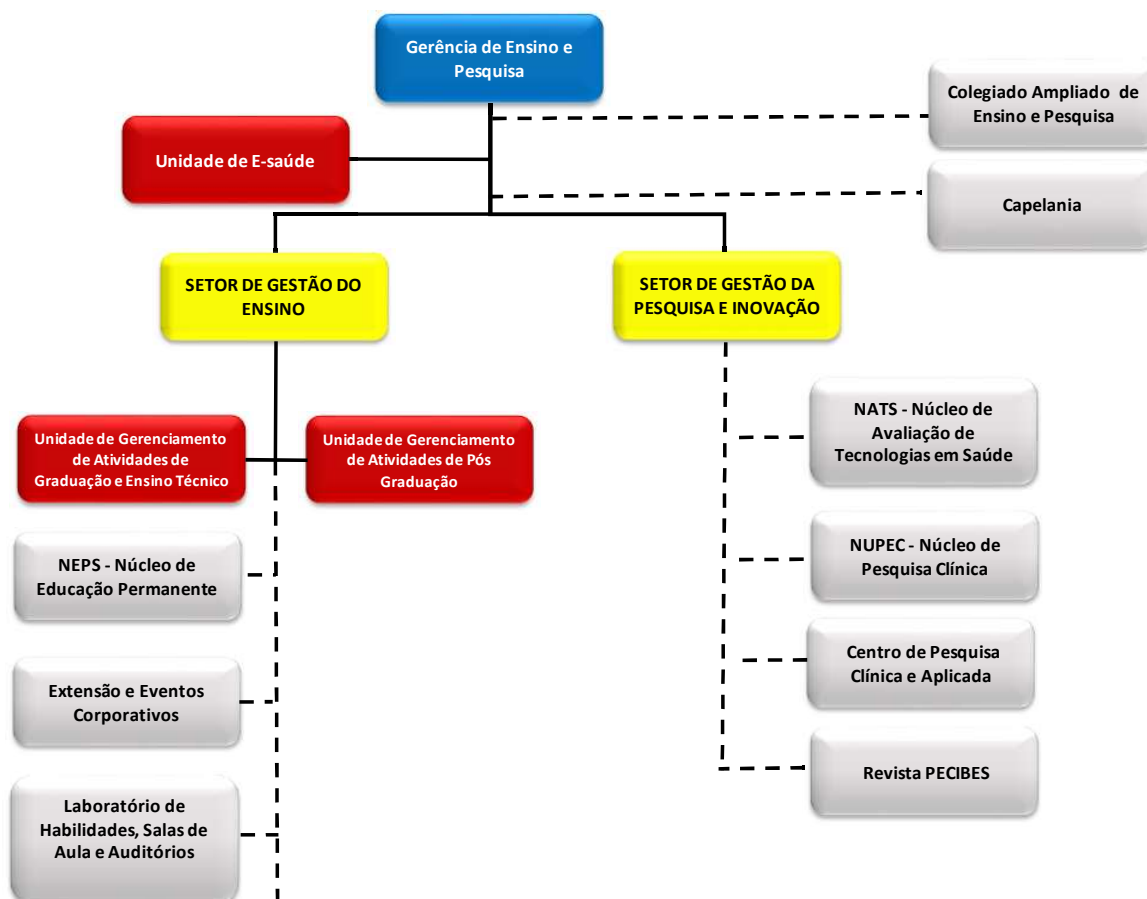 Gerência de Ensino e
Pesquisa
Colegiado Ampliado de
Ensino e Pesquisa
Unidade de E-saúde
Capelania
SETOR DE GESTÃO DO
ENSINO
SETOR DE GESTÃO DA
PESQUISA E INOVAÇÃO
Unidade de Gerenciamento
de Atividades de
Graduação e Ensino Técnico
Unidade de Gerenciamento
de Atividades de Pós
Graduação
NATS - Núcleo de
Avaliação de
Tecnologias em Saúde
NEPS - Núcleo de
Educação Permanente
NUPEC - Núcleo de
Pesquisa Clínica
Extensão e Eventos
Corporativos
Centro de Pesquisa
Clínica e Aplicada
Laboratório de
Habilidades, Salas de
Aula e Auditórios
Revista PECIBES